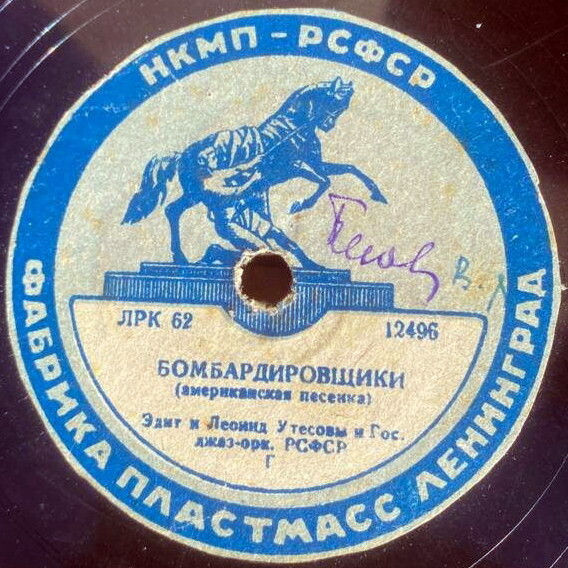 НКМП - РСФСР
ЛРК 62 12496
БОМБАРДИРОВЩИКИ
(американская песенка)
Эдит и Леонид Утесовы и Гос.
джаз-орк. РСФСР
Г
ФАБРИКА ПЛАСТМАСС ЛЕНИНГРАД